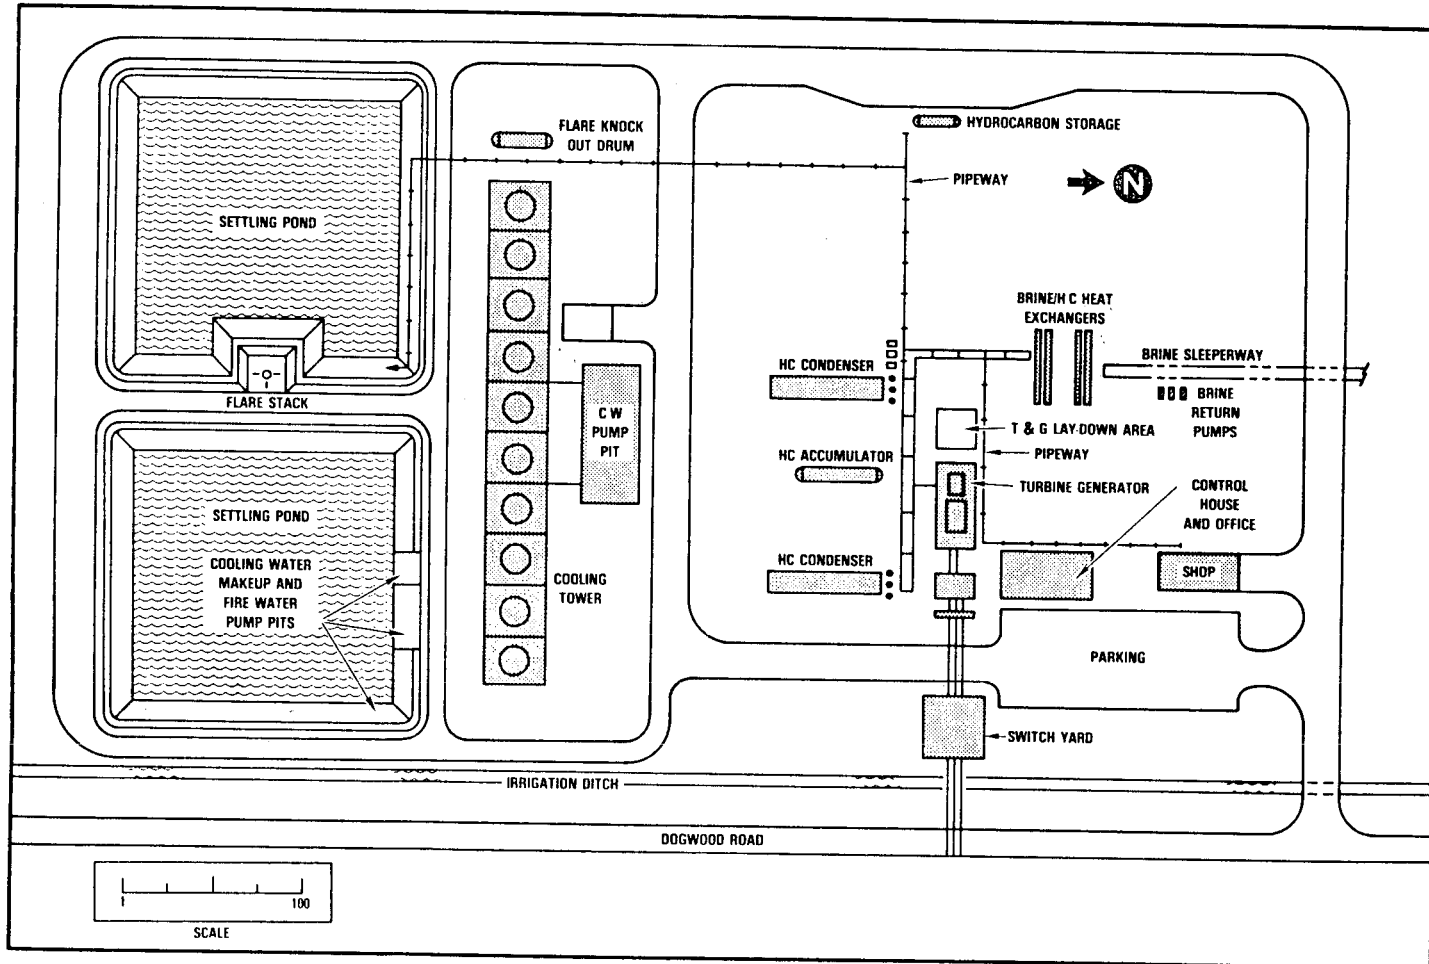 FLARE KNOCK
OUT DRUM
HYDROCARBON STORAGE
PIPEWAY
N
SETTLING POND
BRINE/H C HEAT
EXCHANGERS
BRINE SLEEPERWAY
HC CONDENSER
BRINE
RETURN
PUMPS
FLARE STACK
C W
PUMP
PIT
T & G LAY-DOWN AREA
HC ACCUMULATOR
PIPEWAY
TURBINE GENERATOR
CONTROL
HOUSE
AND OFFICE
SETTLING POND
COOLING WATER
MAKEUP AND
FIRE WATER
PUMP PITS
COOLING
TOWER
HC CONDENSER
SHOP
PARKING
SWITCH YARD
IRRIGATION DITCH
DOGWOOD ROAD
1 100
SCALE